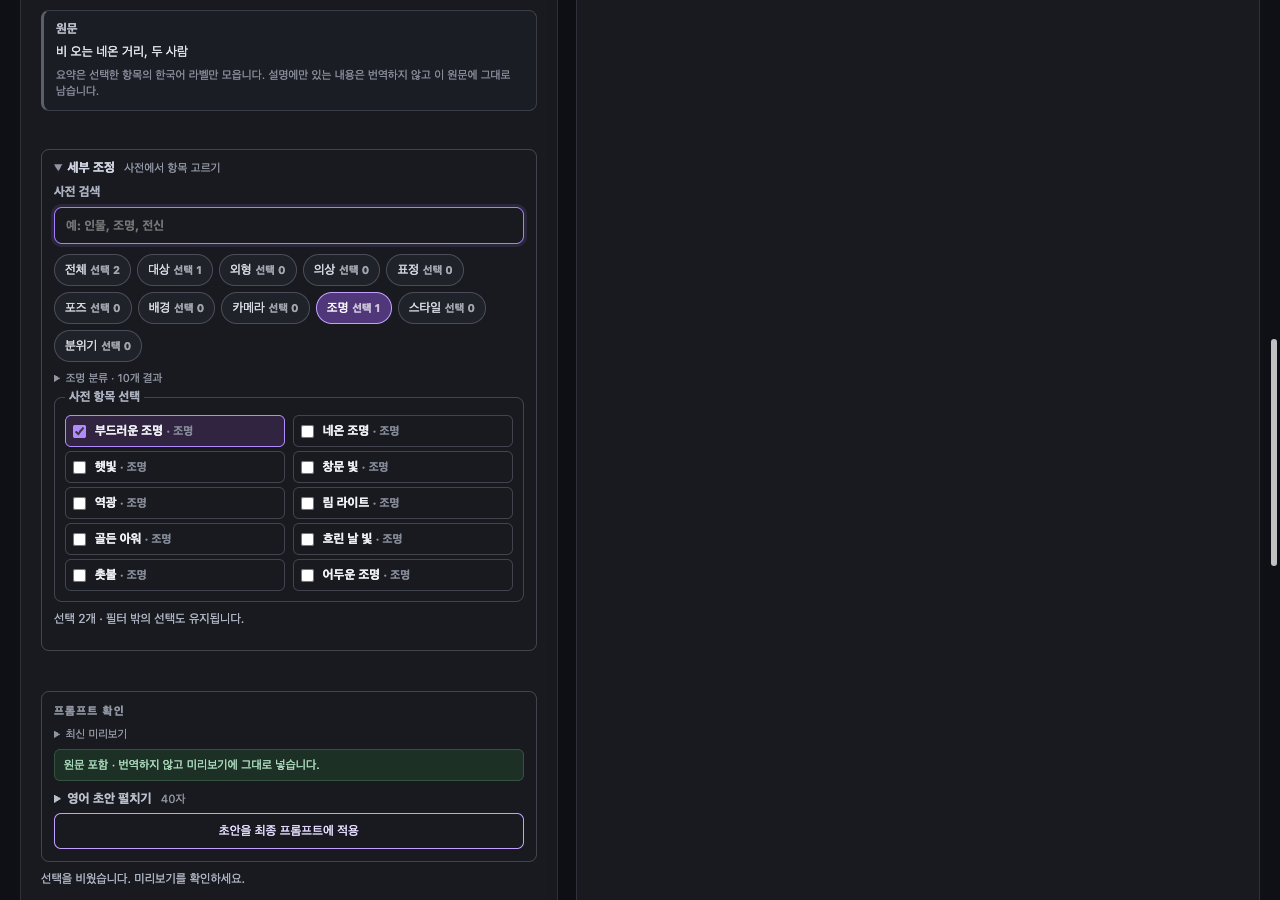 원문
비 오는 네온 거리, 두 사람
요약은 선택한 항목의 한국어 라벨만 모읍니다. 설명에만 있는 내용은 번역하지 않고 이 원문에 그대로
남습니다.
▼ 세부 조정 사전에서 항목 고르기
사전 검색
예: 인물, 조명, 전신
전체 선택 2 대상 선택 1 외형 선택 0 의상 선택 0 표정 선택 0
포즈 선택 0 배경 선택 0 카메라 선택 0 조명 선택 1 스타일 선택 0
분위기 선택 0
▶ 조명 분류 · 10개 결과
사전 항목 선택
부드러운 조명 · 조명 네온 조명 · 조명
햇빛 · 조명 창문 빛 · 조명
역광 · 조명 림 라이트 · 조명
골든 아워 · 조명 흐린 날 빛 · 조명
촛불 · 조명 어두운 조명 · 조명
선택 2개 · 필터 밖의 선택도 유지됩니다.
프롬프트 확인
▶ 최신 미리보기
원문 포함 · 번역하지 않고 미리보기에 그대로 넣습니다.
▶ 영어 초안 펼치기 40자
초안을 최종 프롬프트에 적용
선택을 비웠습니다. 미리보기를 확인하세요.